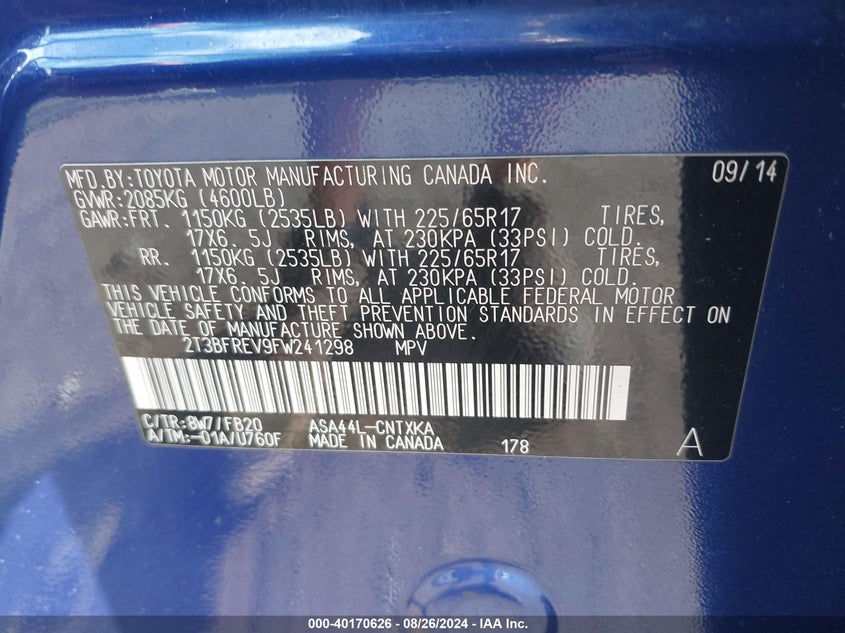 MFD.BY:TOYOTA MOTOR MANUFACTURING CANADA INC. 09/14
GVWR:2085KG (4600LB)
GAWR:FRT. 1150KG (2535LB) WITH 225/65R17 TIRES,
17X6.5J RIMS, AT 230KPA (33PSI) COLD.
RR. 1150KG (2535LB) WITH 225/65R17 TIRES,
17X6.5J RIMS, AT 230KPA (33PSI) COLD.
THIS VEHICLE CONFORMS TO ALL APPLICABLE FEDERAL MOTOR
VEHICLE SAFETY AND THEFT PREVENTION STANDARDS IN EFFECT ON
THE DATE OF MANUFACTURE SHOWN ABOVE.
2T3BFREV9FW241298 MPV
C/TR:8W7/FB20 ASA44L-CNTXKA
A/TM:-01A/U760F MADE IN CANADA 178 A
000-40170626 - 08/26/2024 - IAA Inc.